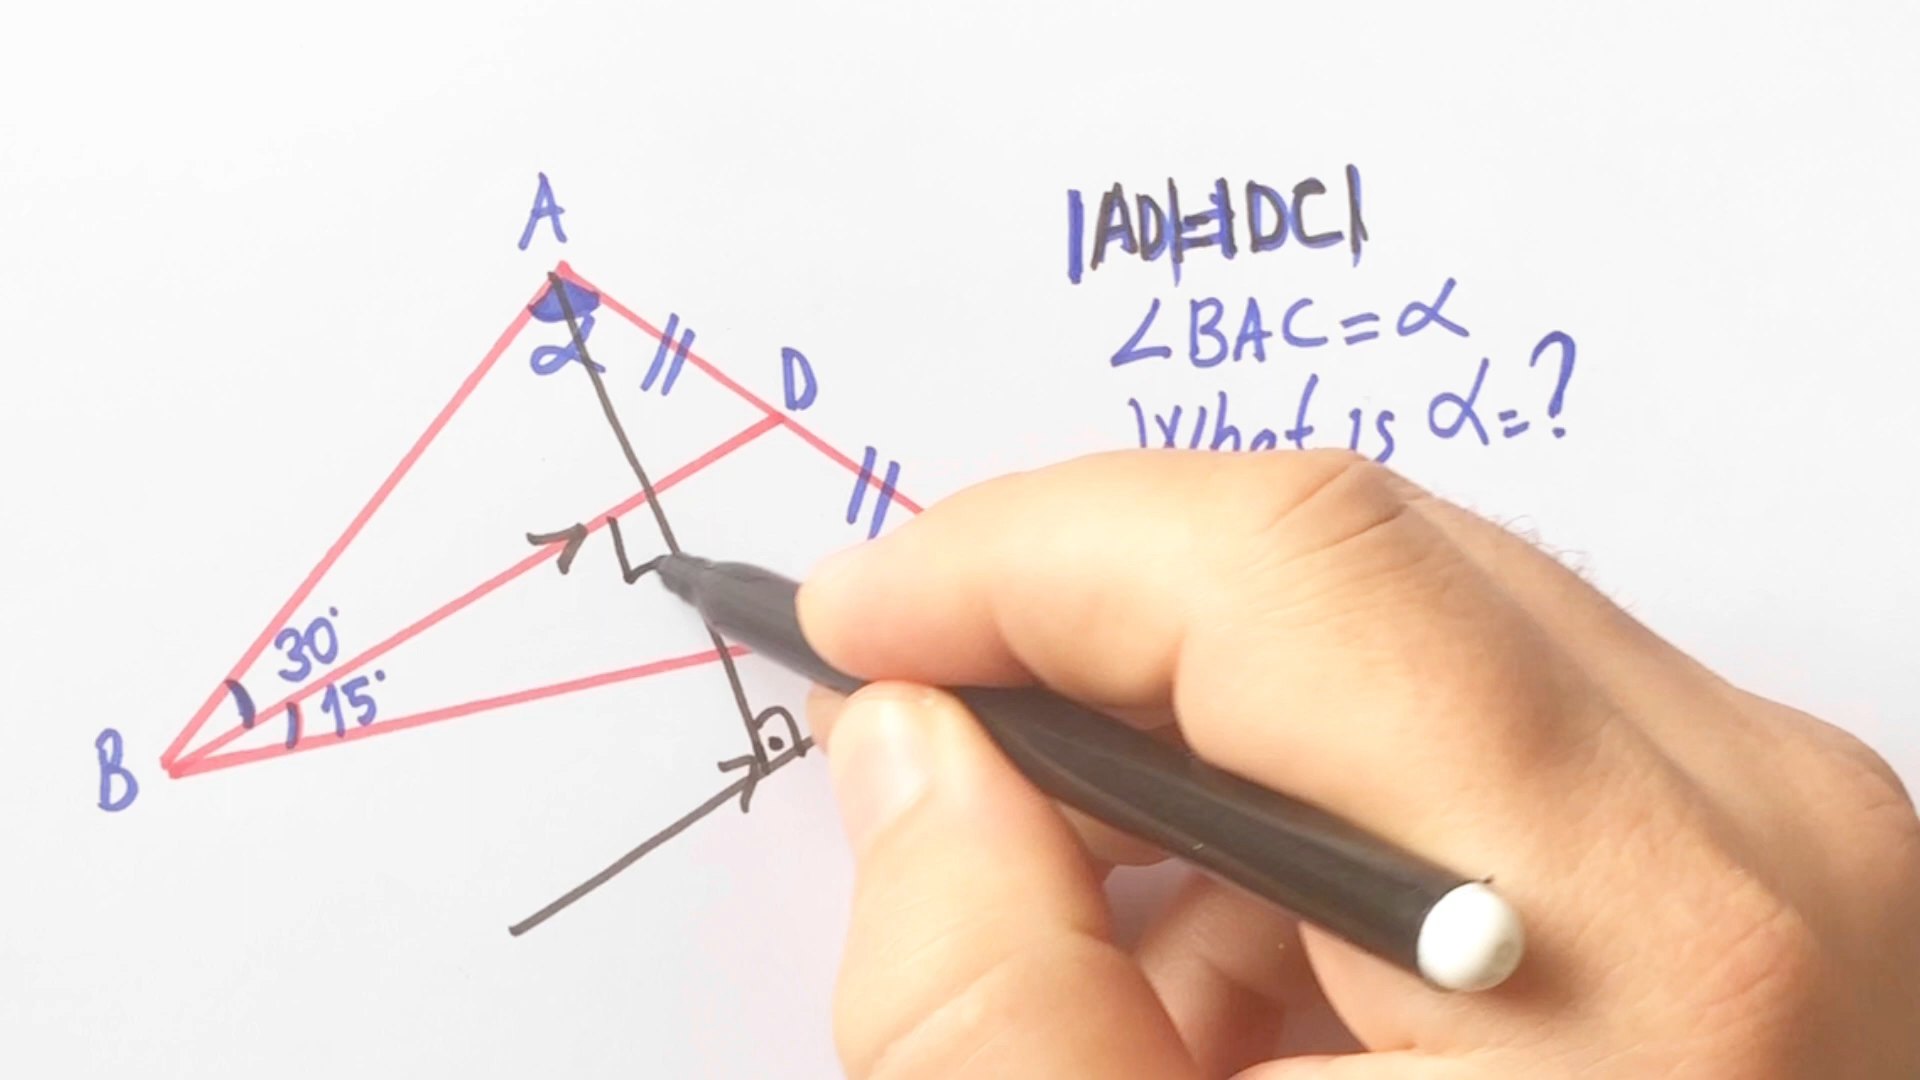 A
|AD|=|DC|
∠BAC=α
α
D
What is α=?
30°
15°
B